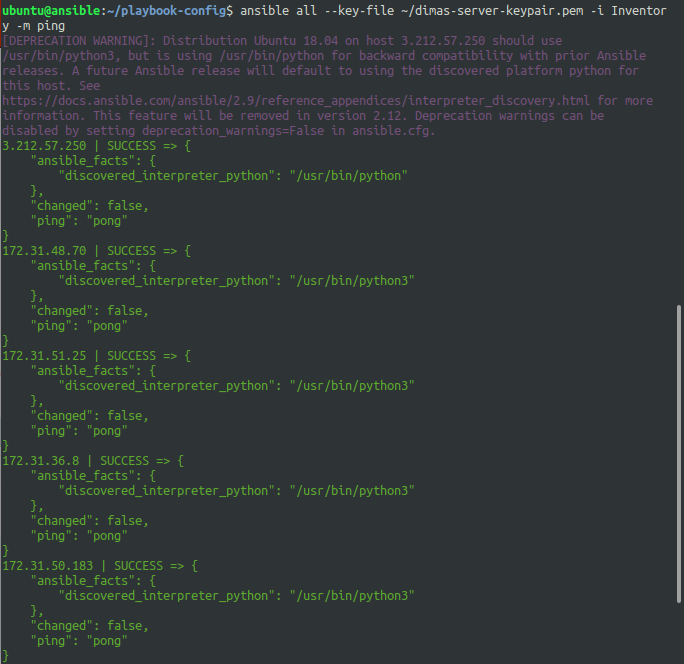 ubuntu@ansible:~/playbook-config$ ansible all --key-file ~/dimas-server-keypair.pem -i Inventor
y -m ping
[DEPRECATION WARNING]: Distribution Ubuntu 18.04 on host 3.212.57.250 should use
/usr/bin/python3, but is using /usr/bin/python for backward compatibility with prior Ansible
releases. A future Ansible release will default to using the discovered platform python for
this host. See
https://docs.ansible.com/ansible/2.9/reference_appendices/interpreter_discovery.html for more
information. This feature will be removed in version 2.12. Deprecation warnings can be
disabled by setting deprecation_warnings=False in ansible.cfg.
3.212.57.250 | SUCCESS => {
    "ansible_facts": {
        "discovered_interpreter_python": "/usr/bin/python"
    },
    "changed": false,
    "ping": "pong"
}
172.31.48.70 | SUCCESS => {
    "ansible_facts": {
        "discovered_interpreter_python": "/usr/bin/python3"
    },
    "changed": false,
    "ping": "pong"
}
172.31.51.25 | SUCCESS => {
    "ansible_facts": {
        "discovered_interpreter_python": "/usr/bin/python3"
    },
    "changed": false,
    "ping": "pong"
}
172.31.36.8 | SUCCESS => {
    "ansible_facts": {
        "discovered_interpreter_python": "/usr/bin/python3"
    },
    "changed": false,
    "ping": "pong"
}
172.31.50.183 | SUCCESS => {
    "ansible_facts": {
        "discovered_interpreter_python": "/usr/bin/python3"
    },
    "changed": false,
    "ping": "pong"
}